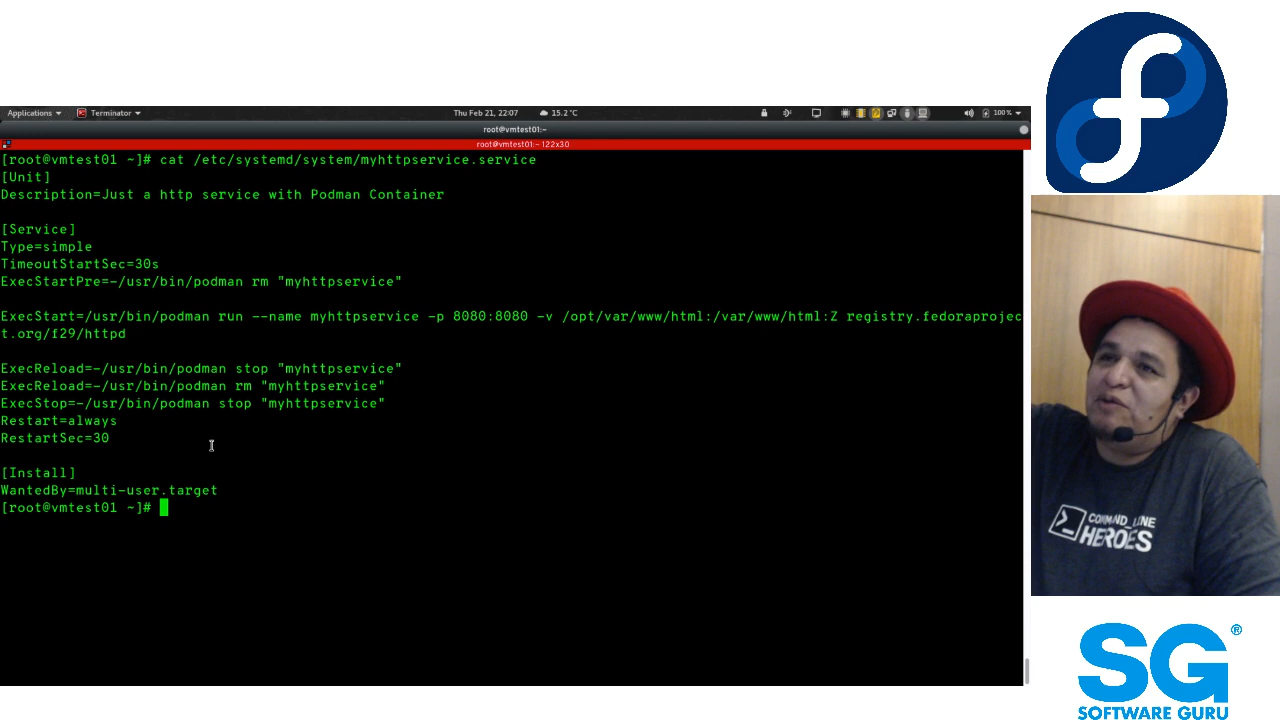 Applications
Terminator
Thu Feb 21, 22:07
15.2°C
100%
root@vmtest01:~
root@vmtest01:~ 122x30
[root@vmtest01 ~]# cat /etc/systemd/system/myhttpservice.service
[Unit]
Description=Just a http service with Podman Container
[Service]
Type=simple
TimeoutStartSec=30s
ExecStartPre=-/usr/bin/podman rm "myhttpservice"
ExecStart=/usr/bin/podman run --name myhttpservice -p 8080:8080 -v /opt/var/www/html:/var/www/html:Z registry.fedoraprojec
t.org/f29/httpd
ExecReload=-/usr/bin/podman stop "myhttpservice"
ExecReload=-/usr/bin/podman rm "myhttpservice"
ExecStop=-/usr/bin/podman stop "myhttpservice"
Restart=always
RestartSec=30
[Install]
WantedBy=multi-user.target
[root@vmtest01 ~]#
COMMAND_LINE
HEROES
SG®
SOFTWARE GURU